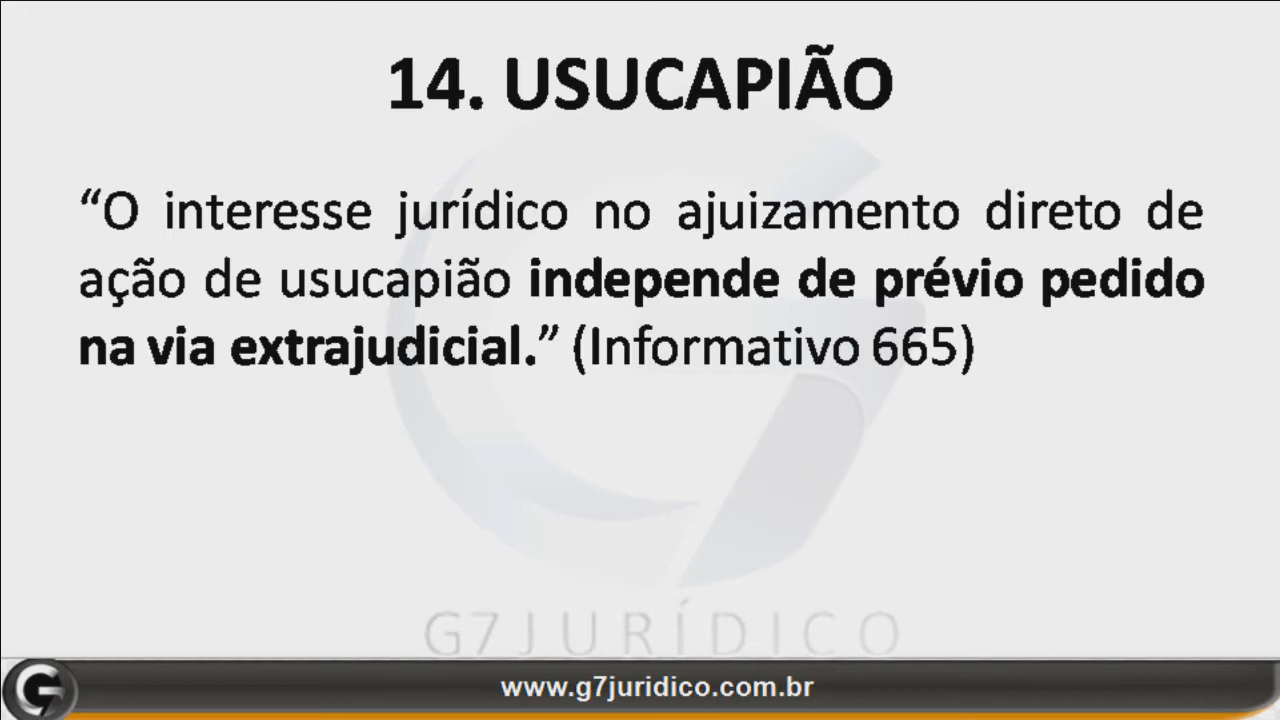 14. USUCAPIÃO
“O interesse jurídico no ajuizamento direto de
ação de usucapião independe de prévio pedido
na via extrajudicial.” (Informativo 665)
G7JURÍDICO
www.g7juridico.com.br